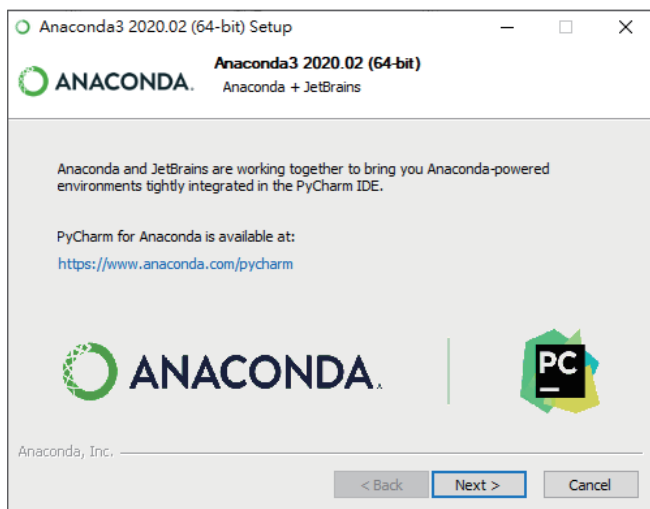 Anaconda3 2020.02 (64-bit) Setup
Anaconda3 2020.02 (64-bit)
ANACONDA.
Anaconda + JetBrains
Anaconda and JetBrains are working together to bring you Anaconda-powered
environments tightly integrated in the PyCharm IDE.
PyCharm for Anaconda is available at:
https://www.anaconda.com/pycharm
ANACONDA.
PC
Anaconda, Inc.
< Back
Next >
Cancel